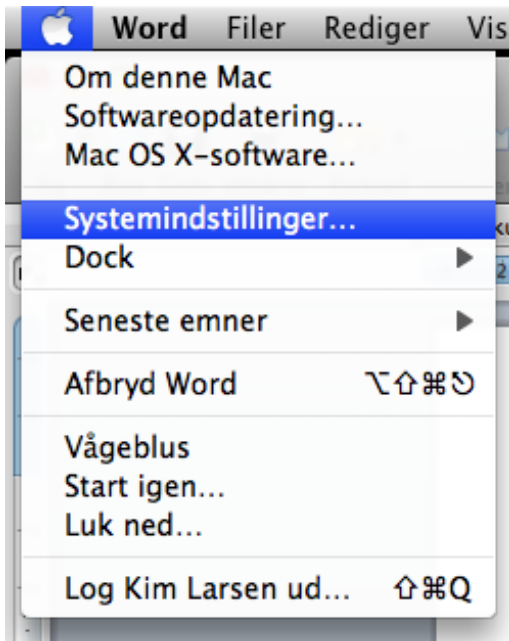 Word Filer Rediger Vis
Om denne Mac
Softwareopdatering...
Mac OS X-software...
Systemindstillinger...
Dock
Seneste emner
Afbryd Word ⌥⇧⌘⎋
Vågeblus
Start igen...
Luk ned...
Log Kim Larsen ud... ⇧⌘Q